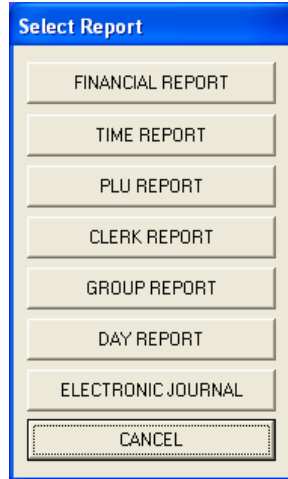 Select Report
FINANCIAL REPORT
TIME REPORT
PLU REPORT
CLERK REPORT
GROUP REPORT
DAY REPORT
ELECTRONIC JOURNAL
CANCEL